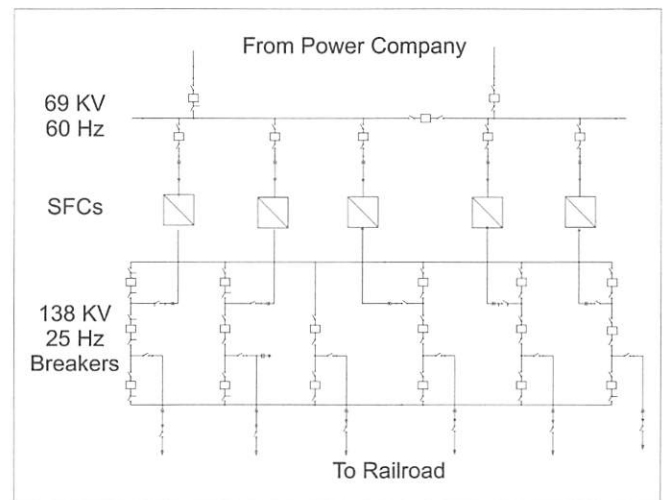 From Power Company
69 KV
60 Hz
SFCs
138 KV
25 Hz
Breakers
To Railroad